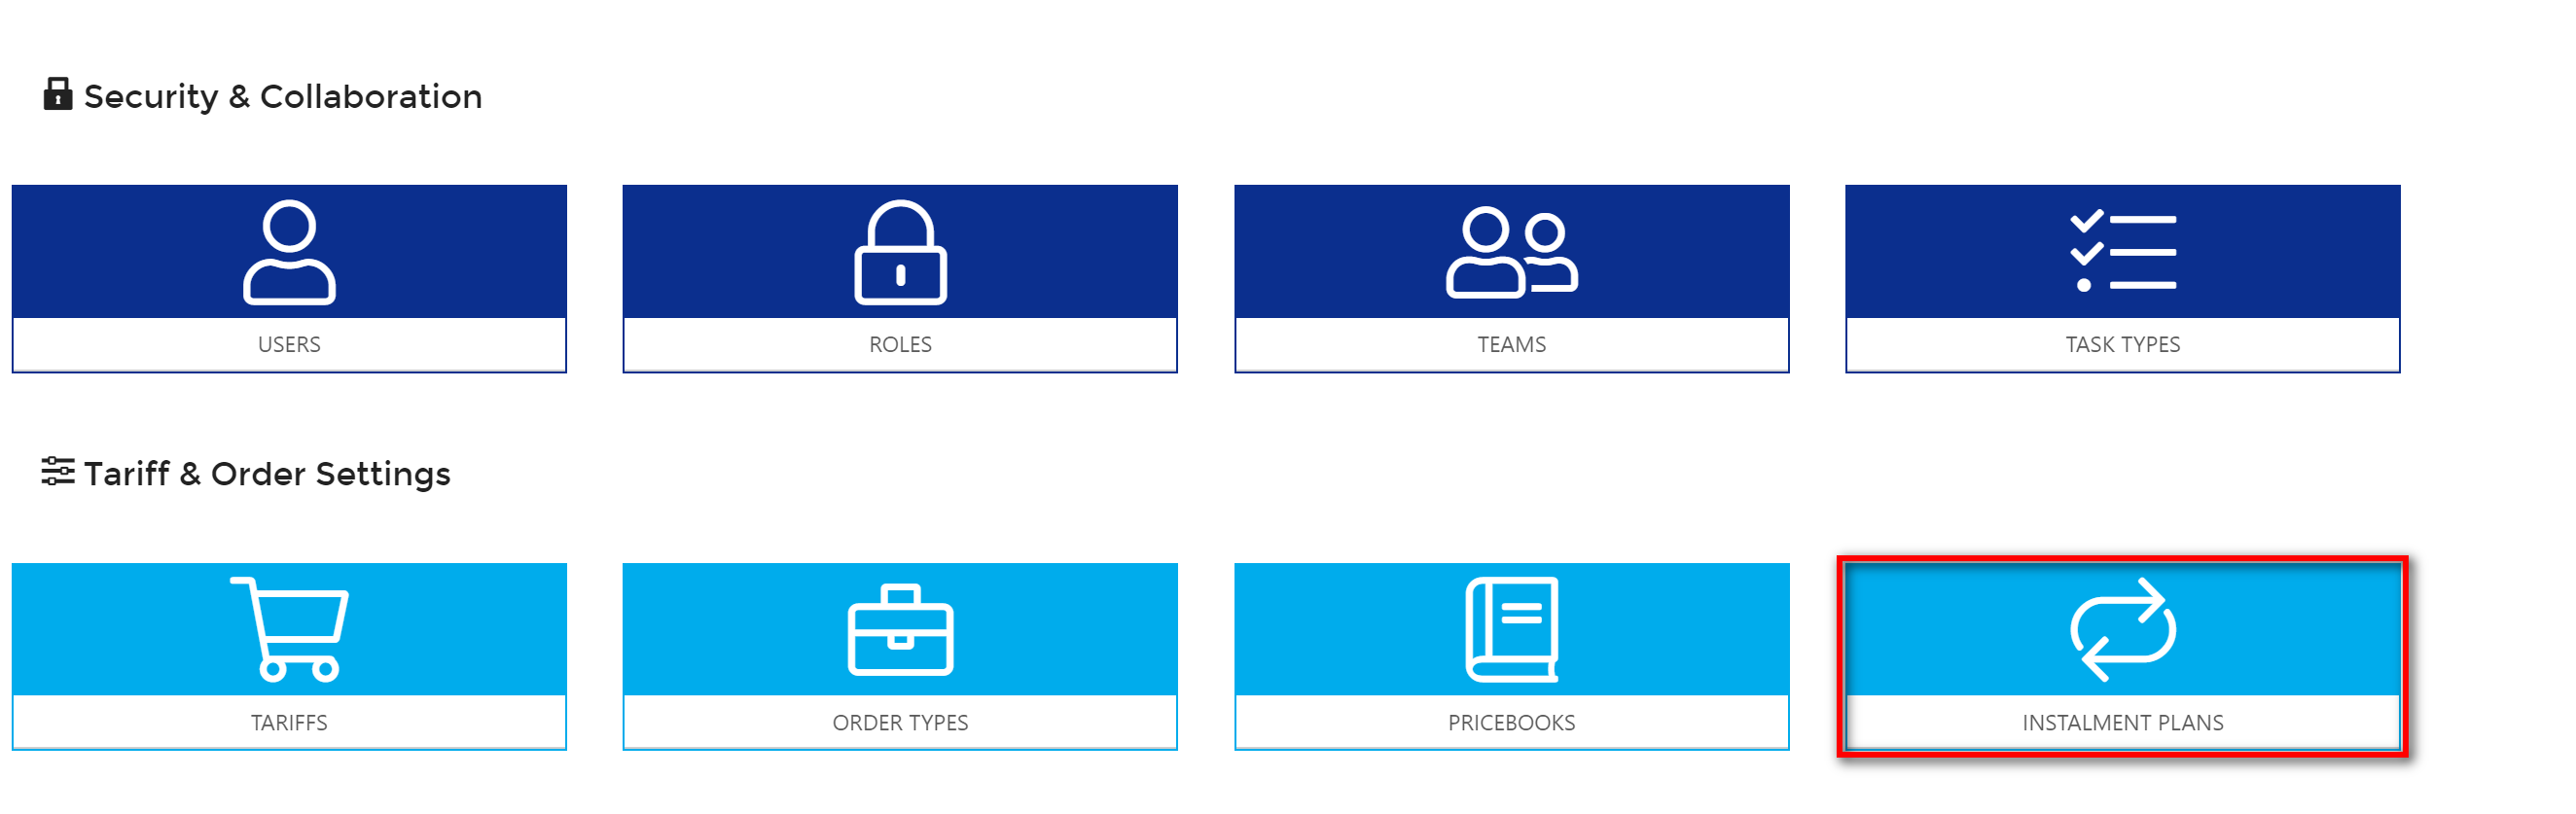 Security & Collaboration
USERS
ROLES
TEAMS
TASK TYPES
Tariff & Order Settings
TARIFFS
ORDER TYPES
PRICEBOOKS
INSTALMENT PLANS